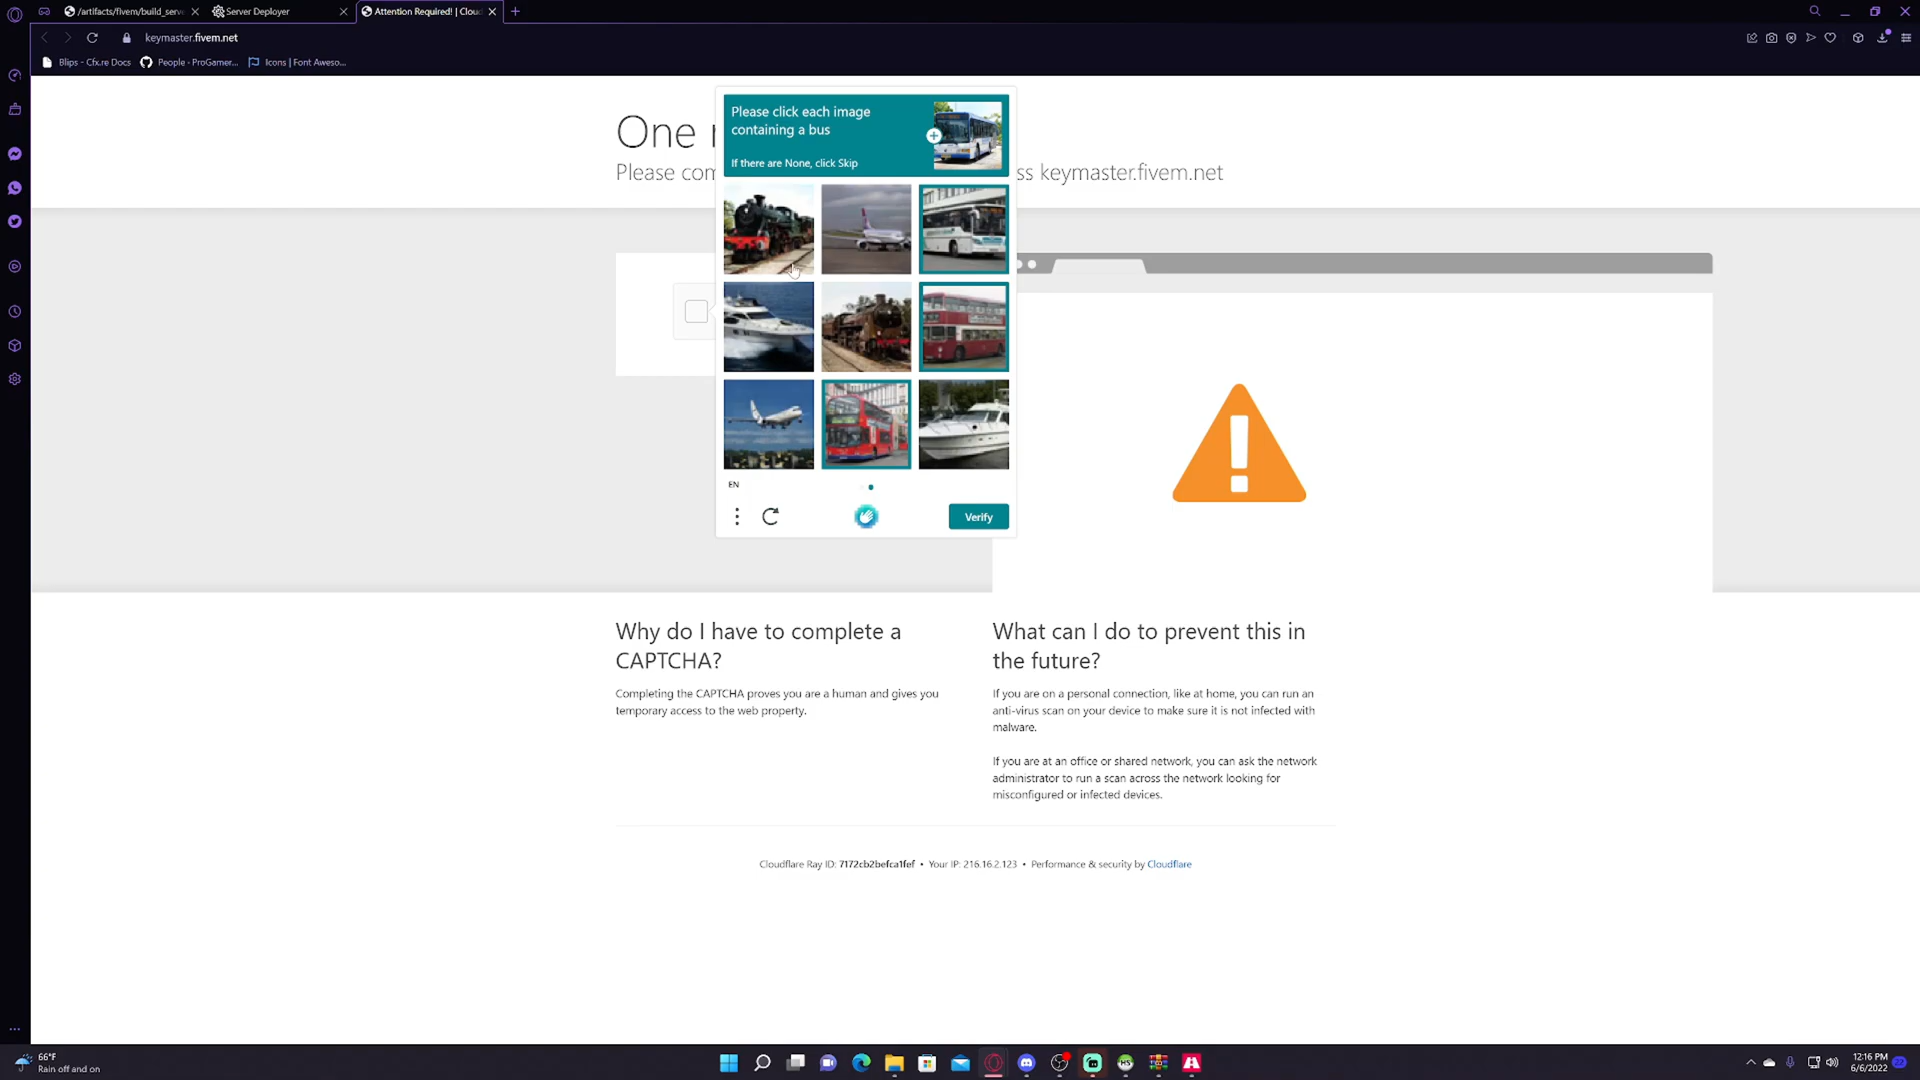 /artifacts/fivem/build_serve
Server Deployer
Attention Required! | Cloud
keymaster.fivem.net
Blips - Cfx.re Docs
People · ProGamer...
Icons | Font Aweso...
Please click each image
containing a bus
If there are None, click Skip
One
Please com
ss keymaster.fivem.net
EN
Verify
Why do I have to complete a
CAPTCHA?
Completing the CAPTCHA proves you are a human and gives you
temporary access to the web property.
What can I do to prevent this in
the future?
If you are on a personal connection, like at home, you can run an
anti-virus scan on your device to make sure it is not infected with
malware.
If you are at an office or shared network, you can ask the network
administrator to run a scan across the network looking for
misconfigured or infected devices.
Cloudflare Ray ID: 7172cb2befca1fef • Your IP: 216.16.2.123 • Performance & security by Cloudflare
66°F
Rain off and on
12:16 PM
6/6/2022